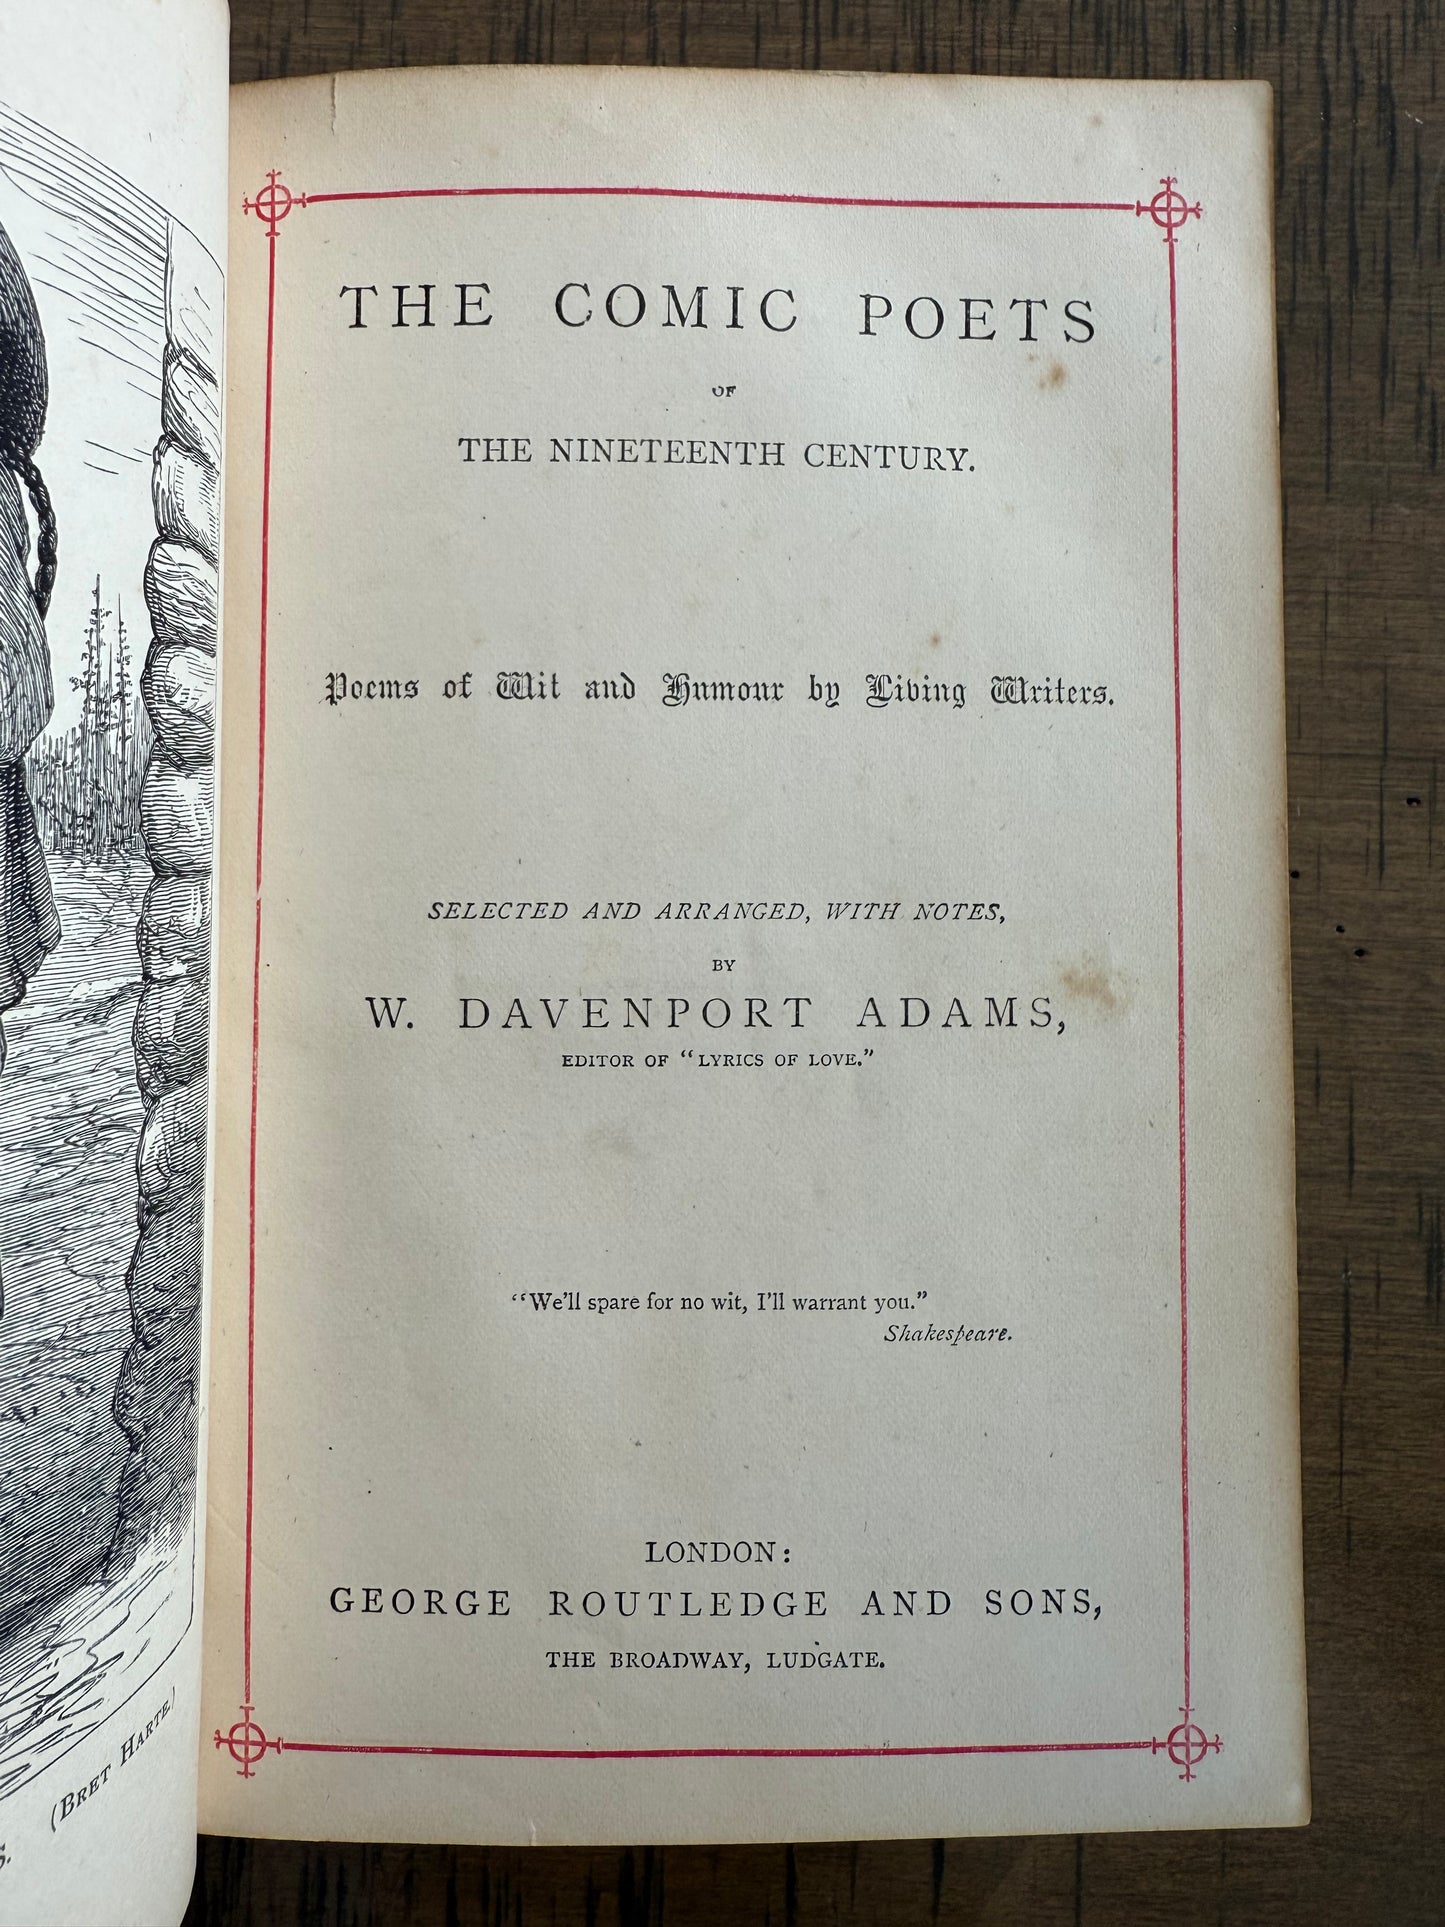 THE COMIC POETS
OF
THE NINETEENTH CENTURY.
Poems of Wit and Humour by Living Writers.
SELECTED AND ARRANGED, WITH NOTES,
BY
W. DAVENPORT ADAMS,
EDITOR OF "LYRICS OF LOVE."
"We'll spare for no wit, I'll warrant you."
Shakespeare.
LONDON:
GEORGE ROUTLEDGE AND SONS,
THE BROADWAY, LUDGATE.
(BRET HARTE)